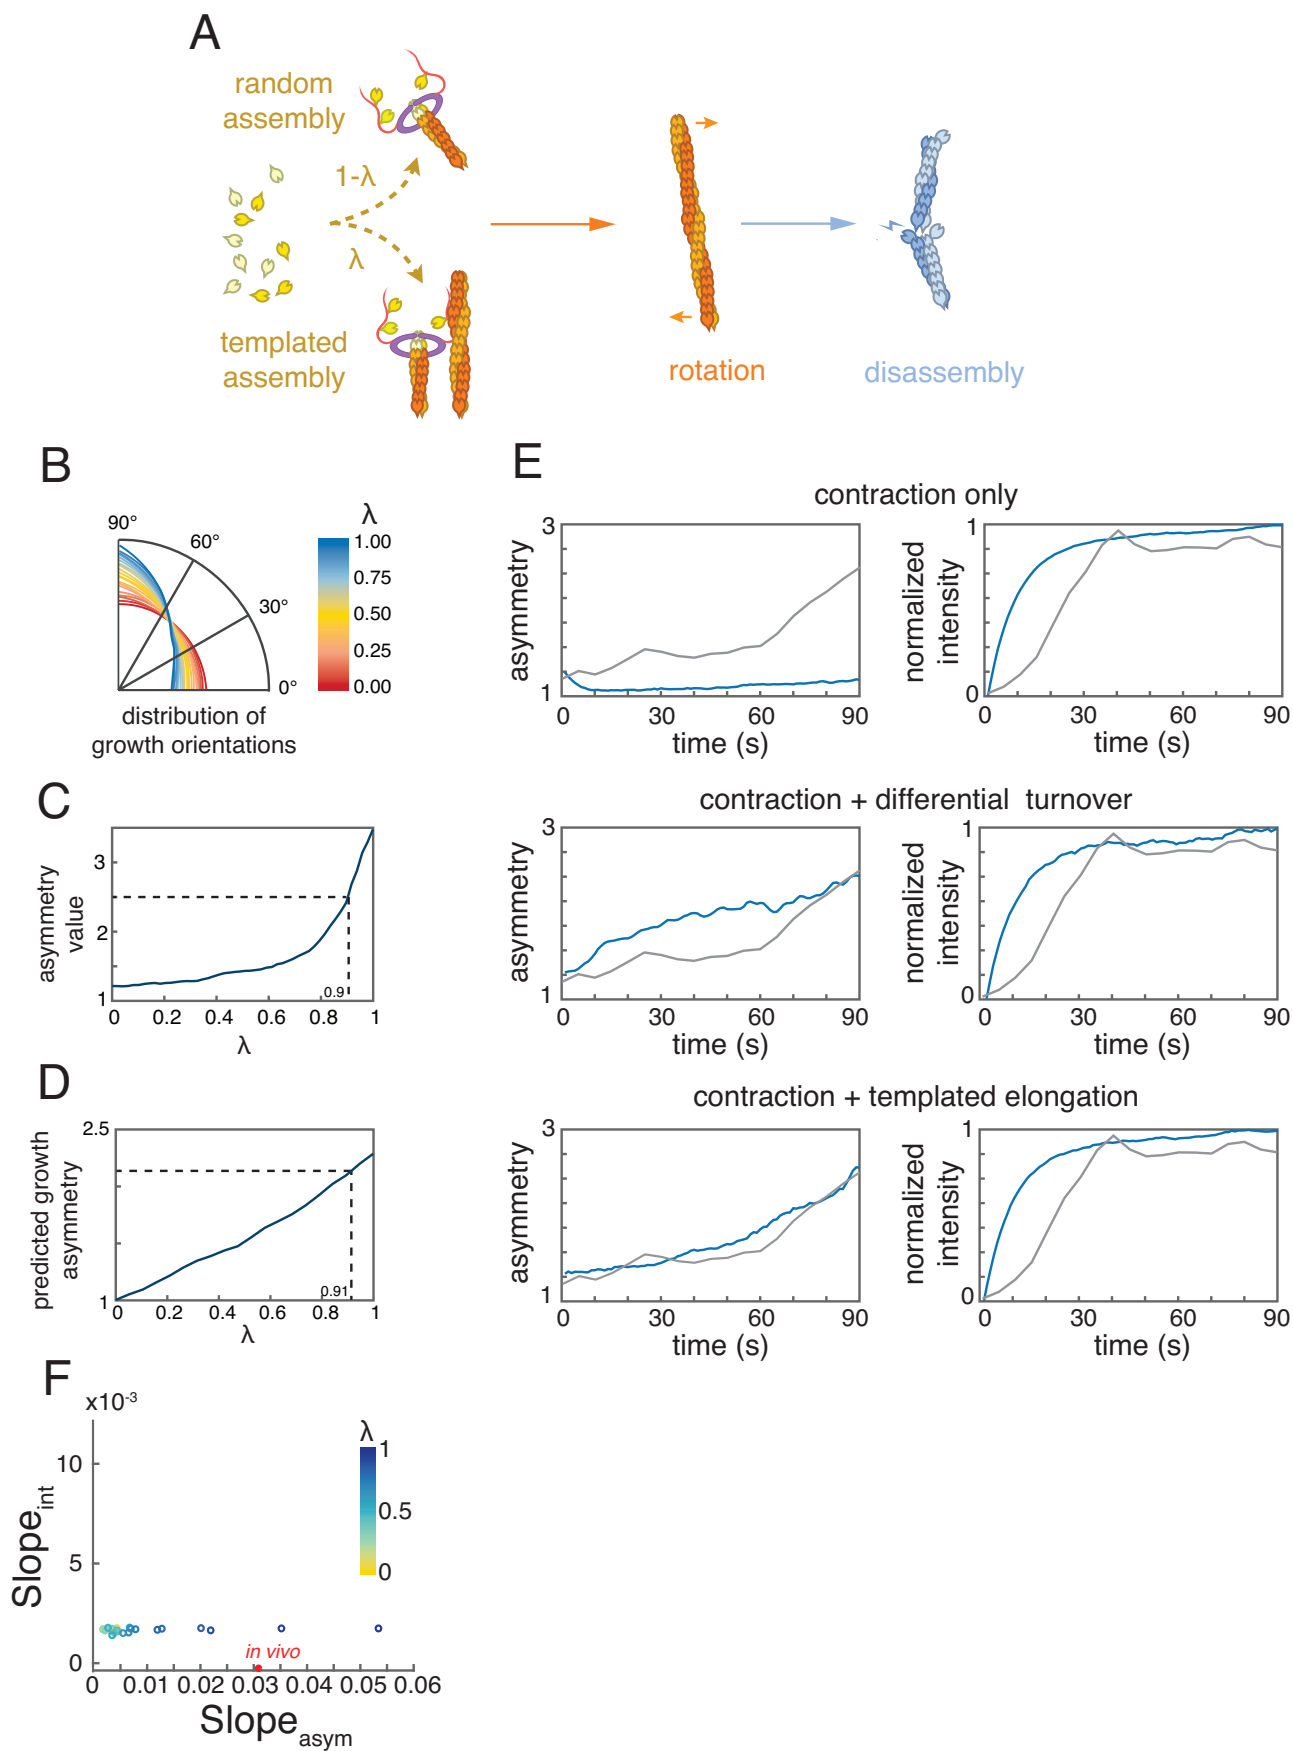 A
random
assembly
1-λ
λ
templated
assembly
rotation
disassembly
B
90°
60°
30°
0°
λ
1.00
0.75
0.50
0.25
0.00
distribution of
growth orientations
C
asymmetry
value
3
2
1
0.9
0 0.2 0.4 0.6 0.8 1
λ
D
predicted growth
asymmetry
2.5
1
0.91
0 0.2 0.4 0.6 0.8 1
λ
E
contraction only
asymmetry
3
1
0 30 60 90
time (s)
normalized
intensity
1
0
0 30 60 90
time (s)
contraction + differential turnover
asymmetry
3
1
0 30 60 90
time (s)
normalized
intensity
1
0
0 30 60 90
time (s)
contraction + templated elongation
asymmetry
3
1
0 30 60 90
time (s)
normalized
intensity
1
0
0 30 60 90
time (s)
F
x10-3
Slopeint
10
5
0
λ
1
0.5
0
in vivo
0 0.01 0.02 0.03 0.04 0.05 0.06
Slopeasym